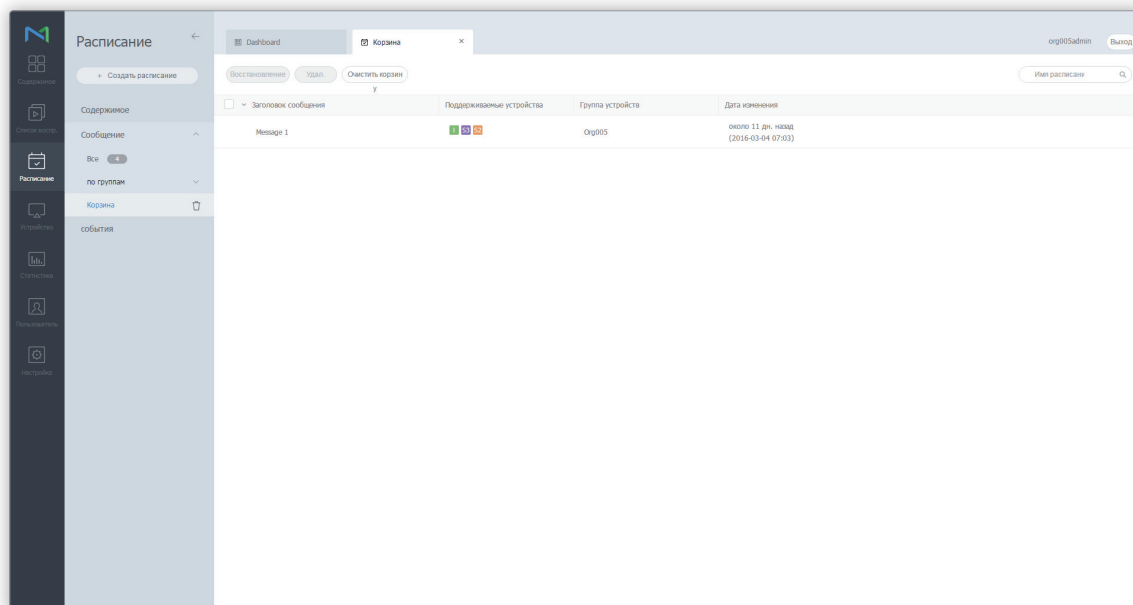 Содержимое
Список воспр.
Расписание
Устройство
Статистика
Пользователь
Настройка
Расписание
+ Создать расписание
Содержимое
Сообщение
Все 4
по группам
Корзина
события
Dashboard
Корзина
org005admin
Выход
Восстановление
Удал.
Очистить корзин
у
Имя расписани
Заголовок сообщения
Поддерживаемые устройства
Группа устройств
Дата изменения
Message 1
S3 S2
Org005
около 11 дн. назад
(2016-03-04 07:03)